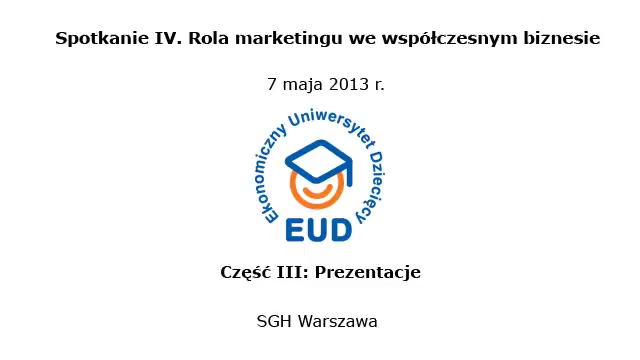 Spotkanie IV. Rola marketingu we współczesnym biznesie
7 maja 2013 r.
Ekonomiczny Uniwersytet Dziecięcy
EUD
Część III: Prezentacje
SGH Warszawa